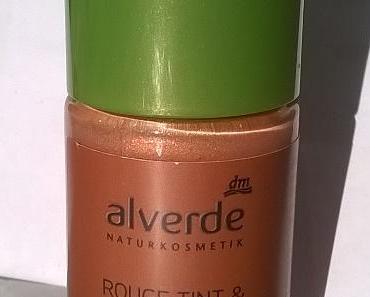 dm
alverde
NATURKOSMETIK
ROUGE TINT &